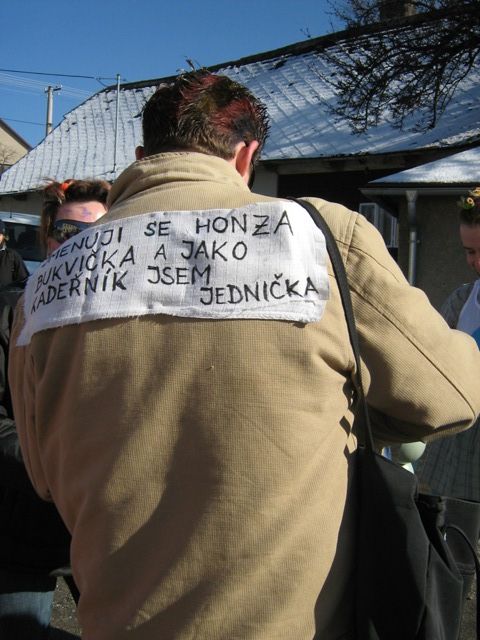 JMENUJI SE HONZA
BUKVIČKA A JAKO
KADEŘNÍK JSEM
JEDNIČKA